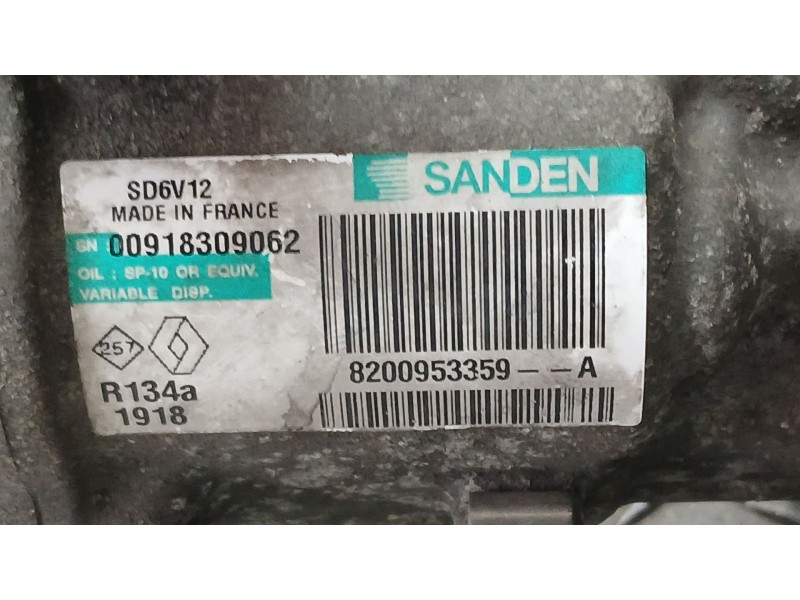 SANDEN
SD6V12
MADE IN FRANCE
SN 00918309062
OIL : SP-10 OR EQUIV.
VARIABLE DISP.
257
R134a
1918
8200953359--A